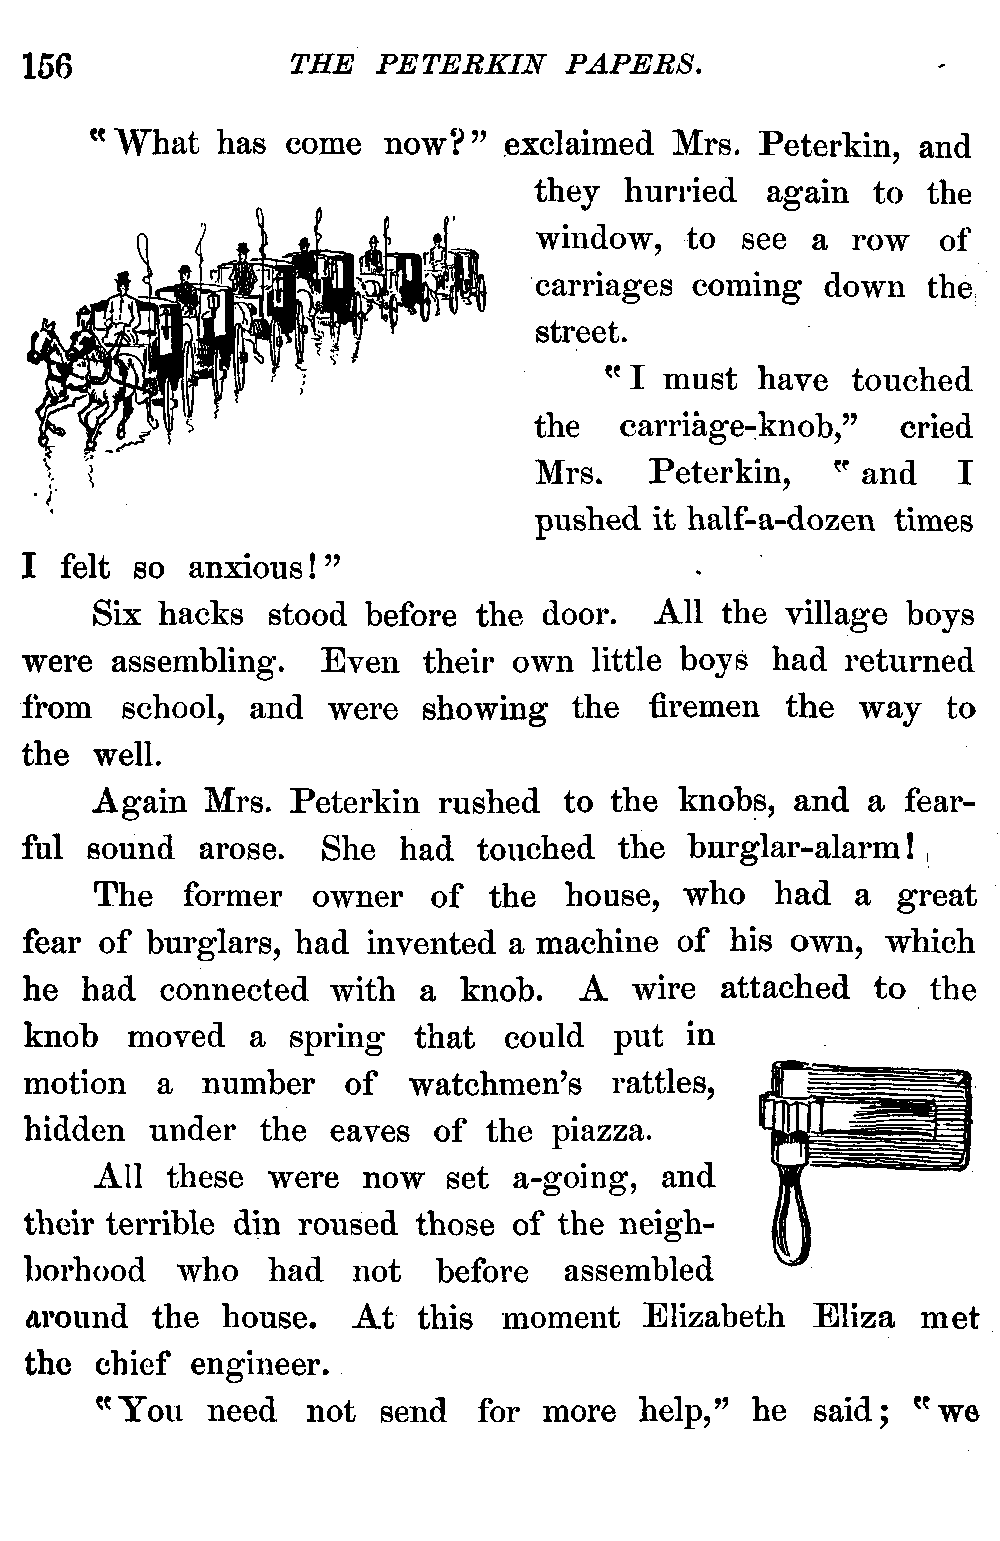 156 THE PETERKIN PAPERS.
"What has come now?" exclaimed Mrs. Peterkin, and
they hurried again to the
window, to see a row of
carriages coming down the
street.
"I must have touched
the carriage-knob," cried
Mrs. Peterkin, "and I
pushed it half-a-dozen times
I felt so anxious!"
Six hacks stood before the door. All the village boys
were assembling. Even their own little boys had returned
from school, and were showing the firemen the way to
the well.
Again Mrs. Peterkin rushed to the knobs, and a fear-
ful sound arose. She had touched the burglar-alarm!
The former owner of the house, who had a great
fear of burglars, had invented a machine of his own, which
he had connected with a knob. A wire attached to the
knob moved a spring that could put in
motion a number of watchmen's rattles,
hidden under the eaves of the piazza.
All these were now set a-going, and
their terrible din roused those of the neigh-
borhood who had not before assembled
around the house. At this moment Elizabeth Eliza met
the chief engineer.
"You need not send for more help," he said; "we